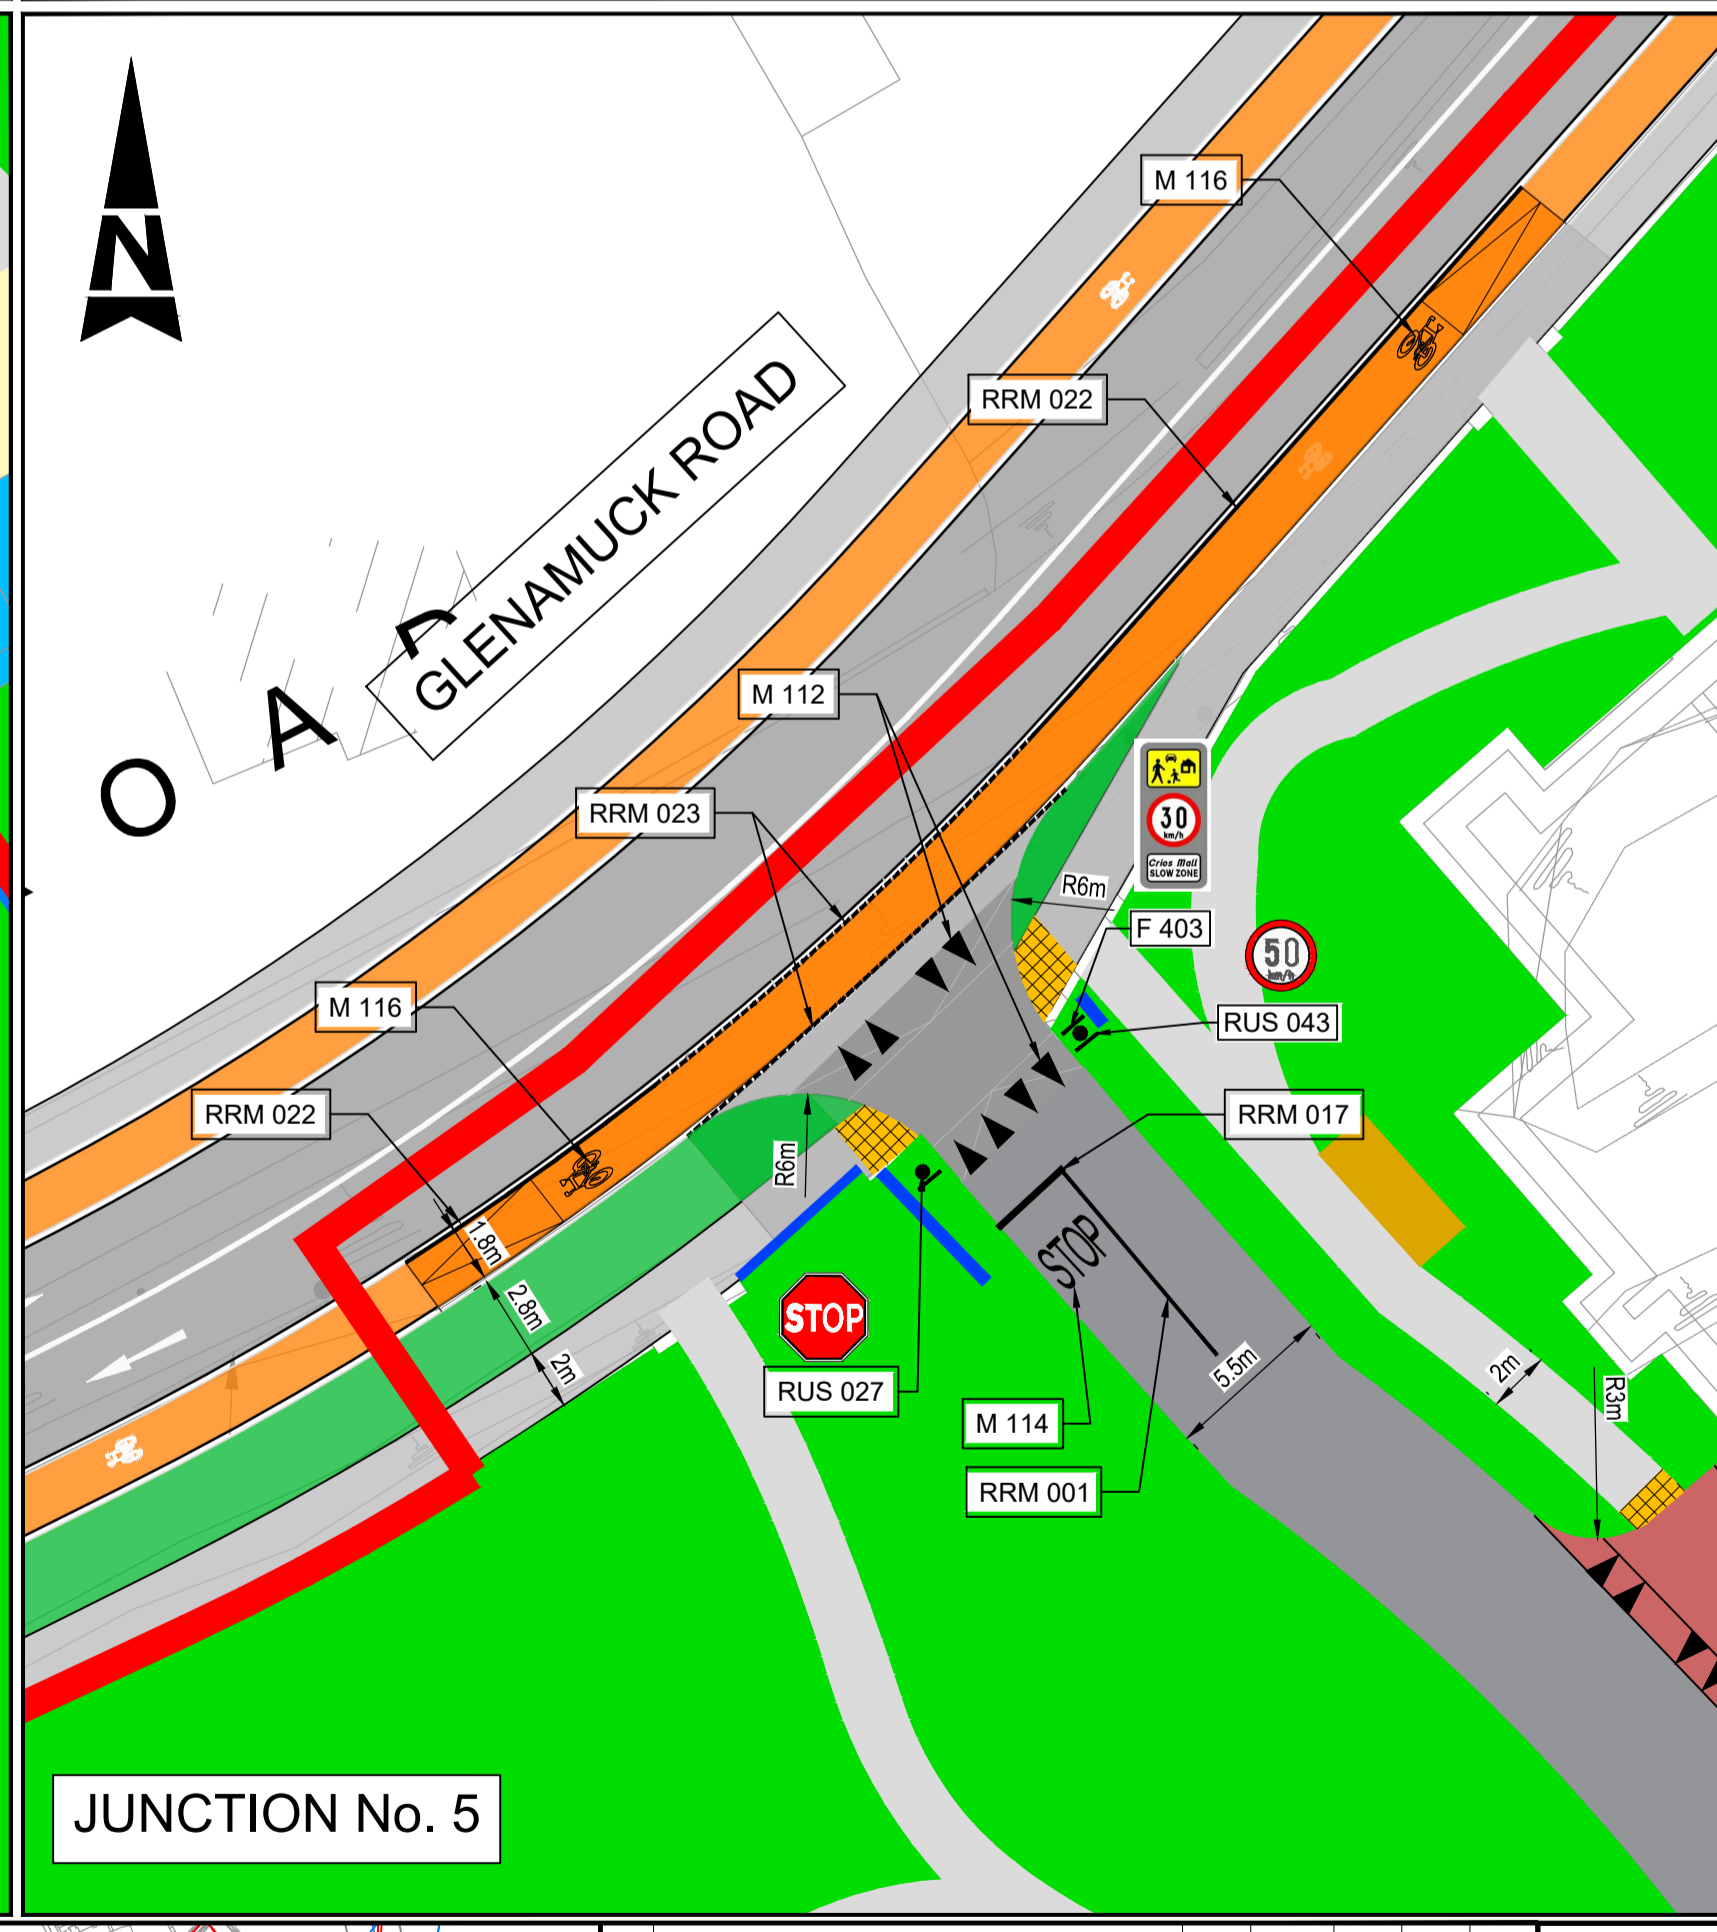 N
M 116
RRM 022
GLENAMUCK ROAD
O A
M 112
RRM 023
30
km/h
Crios Mall
SLOW ZONE
R6m
F 403
50
km/h
M 116
RUS 043
RRM 022
RRM 017
R6m
1.8m
2.8m
2m
STOP
STOP
RUS 027
M 114
RRM 001
5.5m
2m
R3m
JUNCTION No. 5